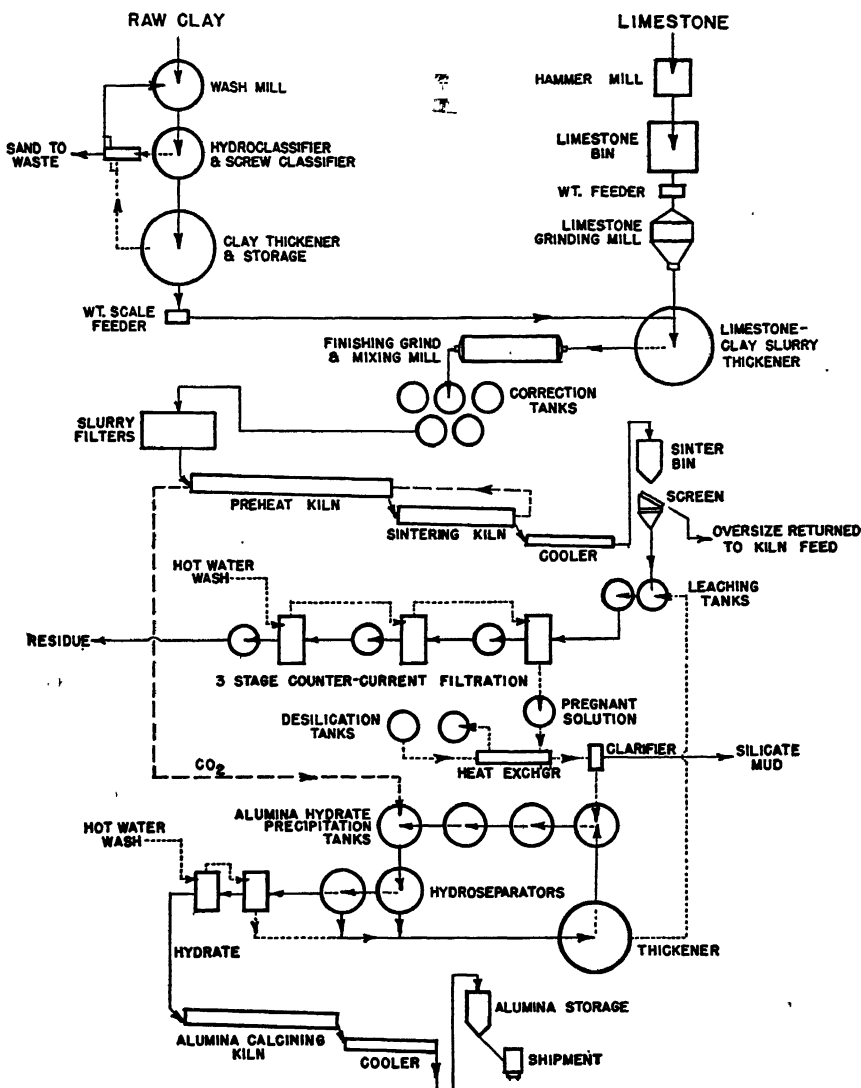 RAW CLAY
LIMESTONE
WASH MILL
HAMMER MILL
SAND TO
WASTE
HYDROCLASSIFIER
& SCREW CLASSIFIER
LIMESTONE
BIN
WT. FEEDER
CLAY THICKENER
& STORAGE
LIMESTONE
GRINDING MILL
WT. SCALE
FEEDER
FINISHING GRIND
& MIXING MILL
LIMESTONE-
CLAY SLURRY
THICKENER
CORRECTION
TANKS
SLURRY
FILTERS
SINTER
BIN
PREHEAT KILN
SCREEN
SINTERING KILN
COOLER
OVERSIZE RETURNED
TO KILN FEED
HOT WATER
WASH
LEACHING
TANKS
RESIDUE
3 STAGE COUNTER-CURRENT FILTRATION
DESILICATION
TANKS
PREGNANT
SOLUTION
HEAT EXCH'GR
CLARIFIER
SILICATE
MUD
CO2
ALUMINA HYDRATE
PRECIPITATION
TANKS
HOT WATER
WASH
HYDROSEPARATORS
HYDRATE
THICKENER
ALUMINA STORAGE
ALUMINA CALCINING
KILN
COOLER
SHIPMENT